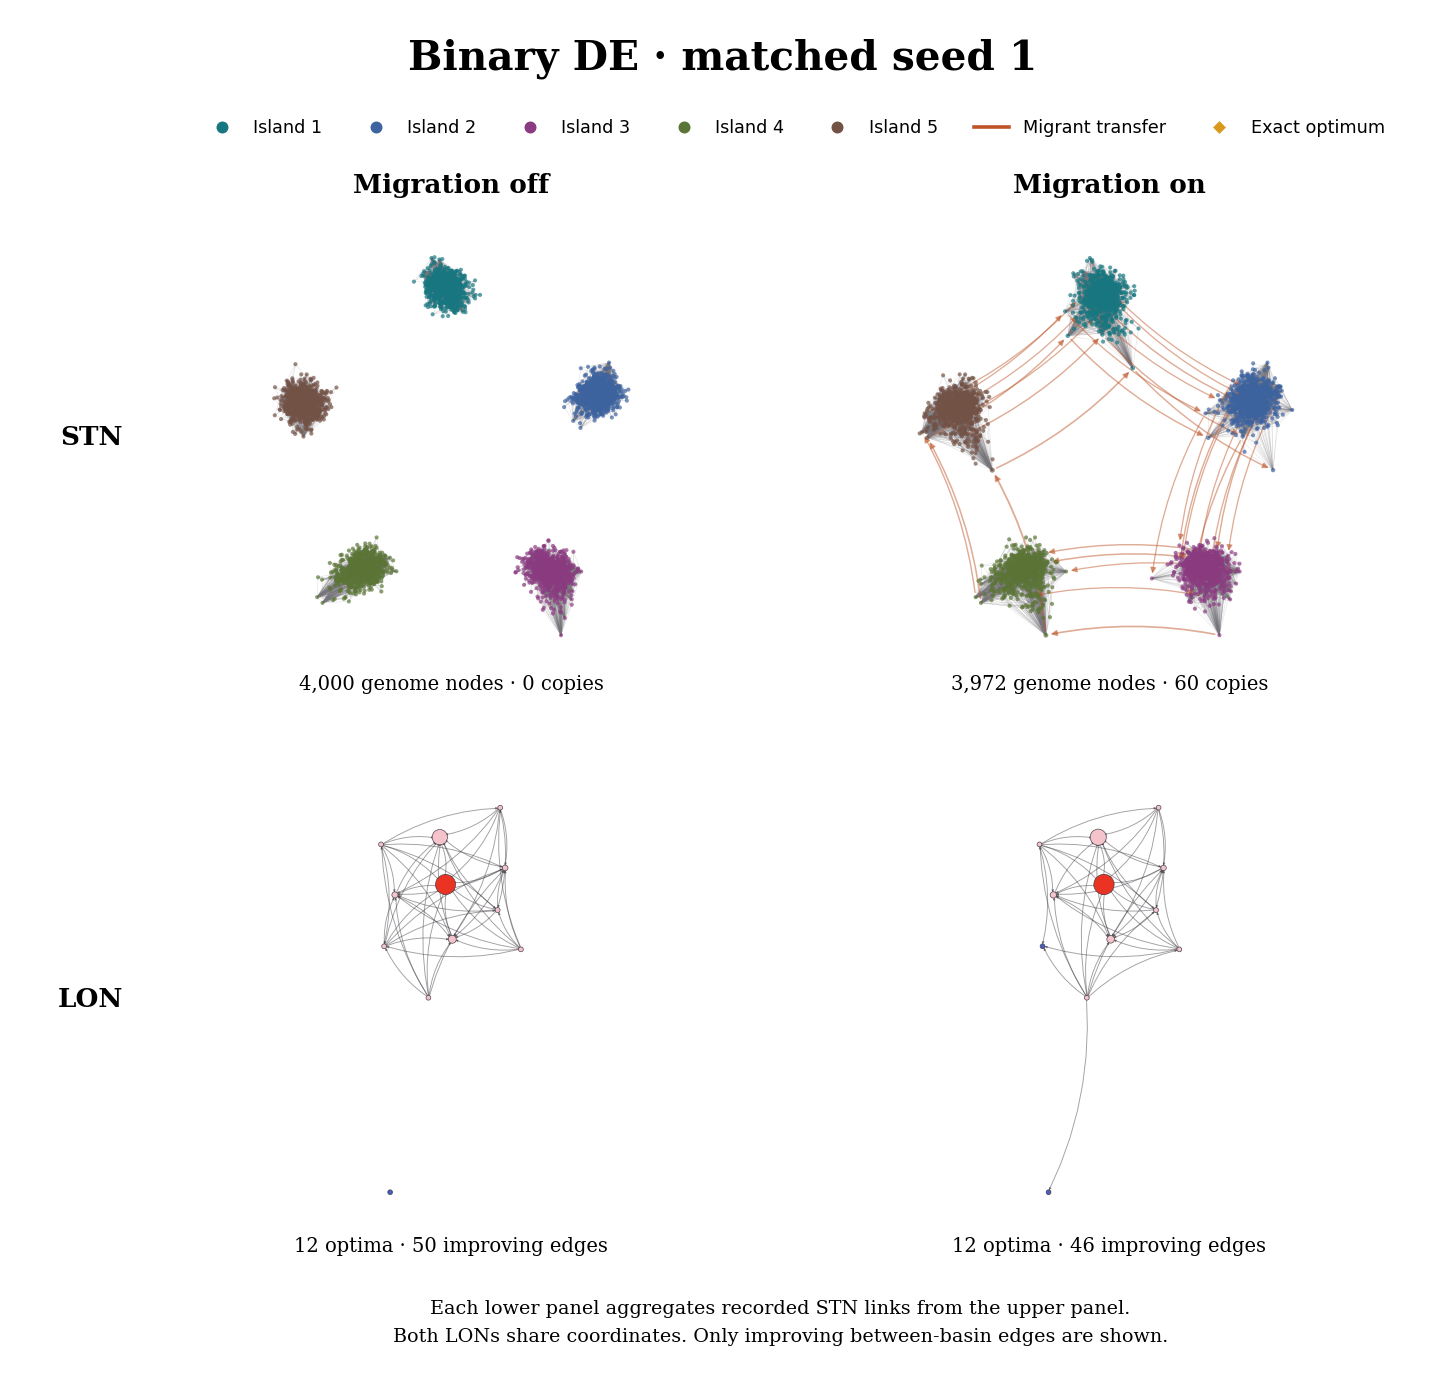 Binary DE · matched seed 1
Island 1
Island 2
Island 3
Island 4
Island 5
Migrant transfer
Exact optimum
Migration off
Migration on
STN
4,000 genome nodes · 0 copies
3,972 genome nodes · 60 copies
LON
12 optima · 50 improving edges
12 optima · 46 improving edges
Each lower panel aggregates recorded STN links from the upper panel.
Both LONs share coordinates. Only improving between-basin edges are shown.